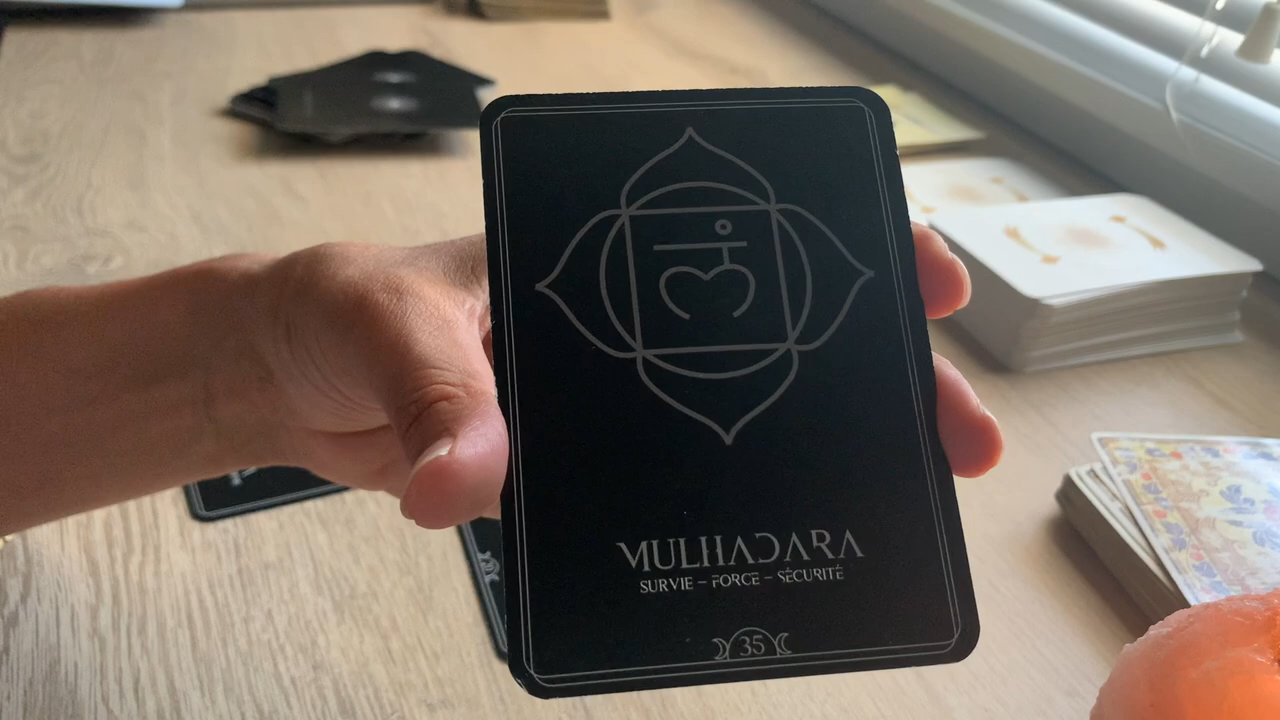 MULHADARA
SURVIE – FORCE – SÉCURITÉ
35